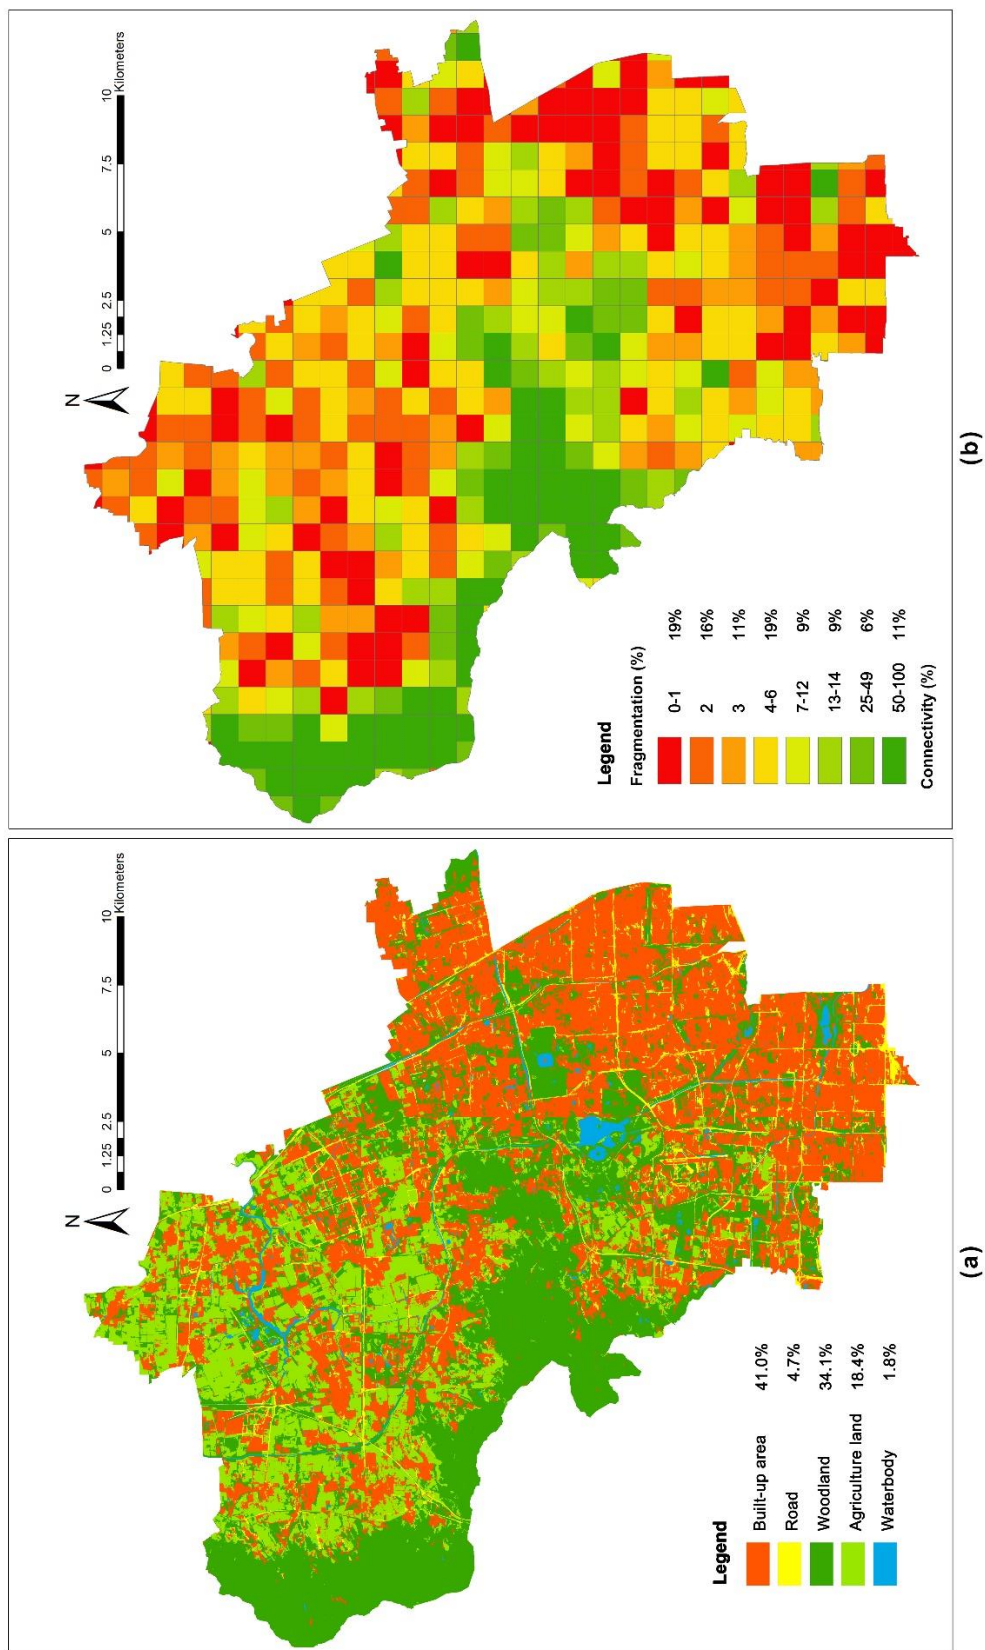 N
0 1.25 2.5 5 7.5 10
Kilometers
Legend
Built-up area 41.0%
Road 4.7%
Woodland 34.1%
Agriculture land 18.4%
Waterbody 1.8%
(a)
N
0 1.25 2.5 5 7.5 10
Kilometers
Legend
Fragmentation (%)
0-1 19%
2 16%
3 11%
4-6 19%
7-12 9%
13-14 9%
25-49 6%
50-100 11%
Connectivity (%)
(b)